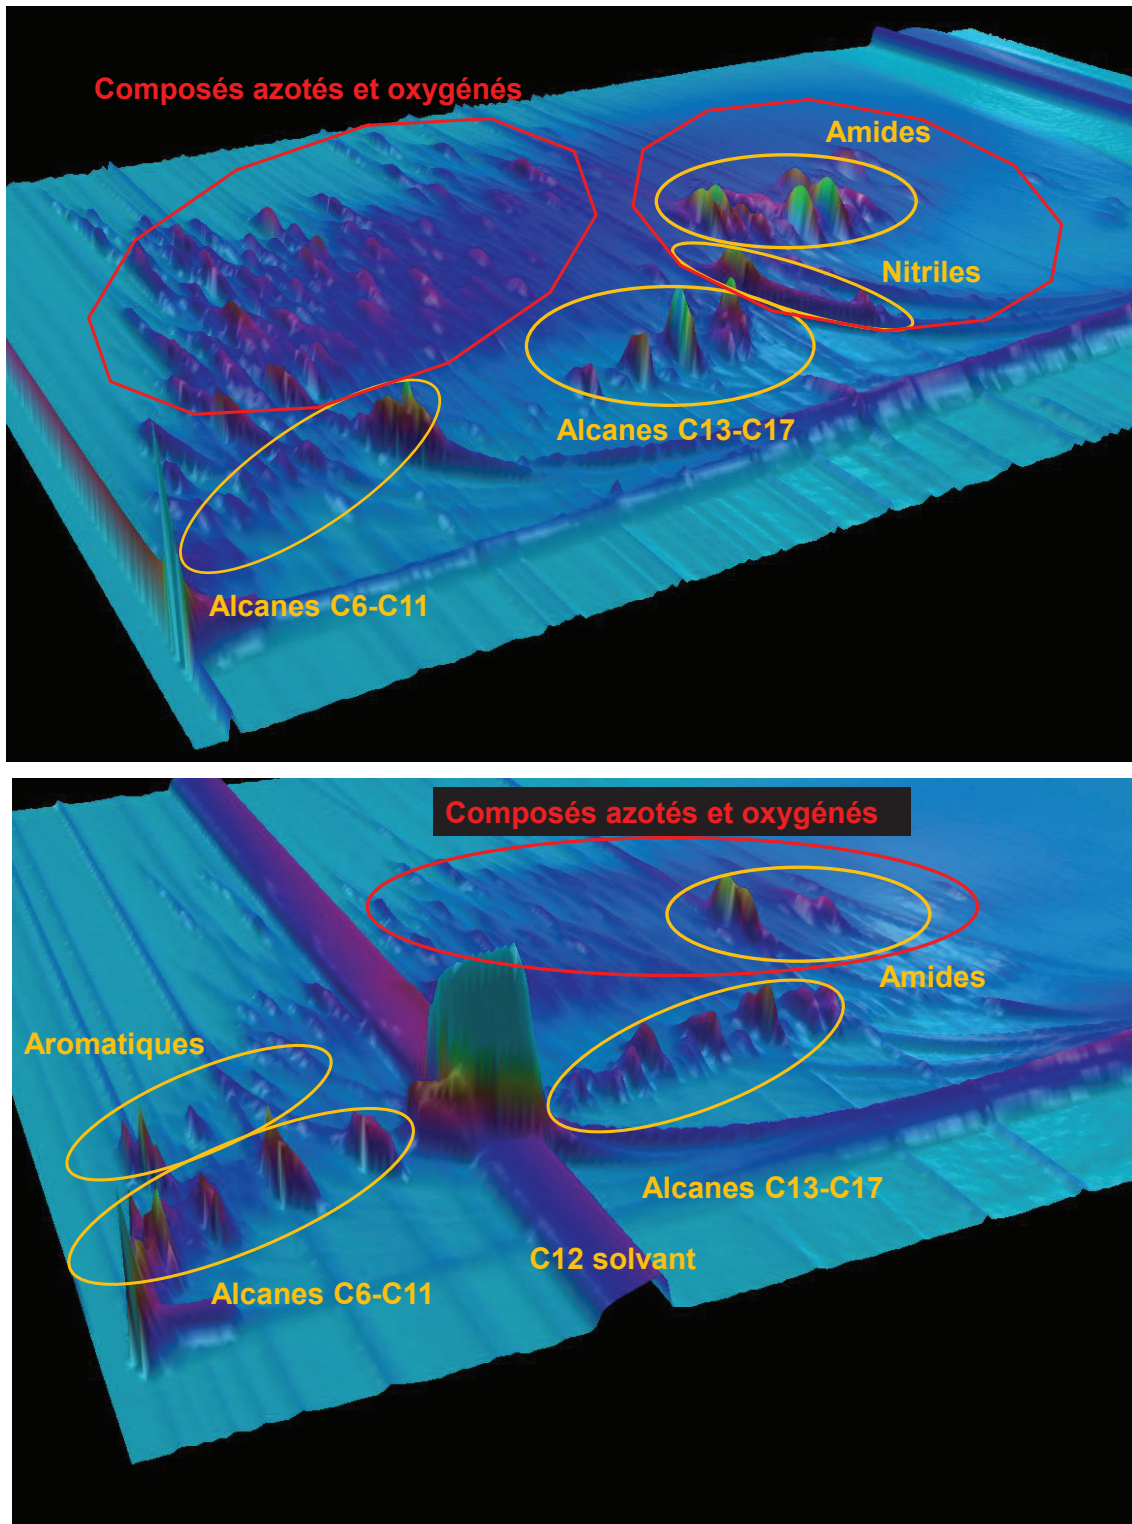 Composés azotés et oxygénés
Amides
Nitriles
Alcanes C13-C17
Alcanes C6-C11
Composés azotés et oxygénés
Amides
Aromatiques
Alcanes C13-C17
C12 solvant
Alcanes C6-C11